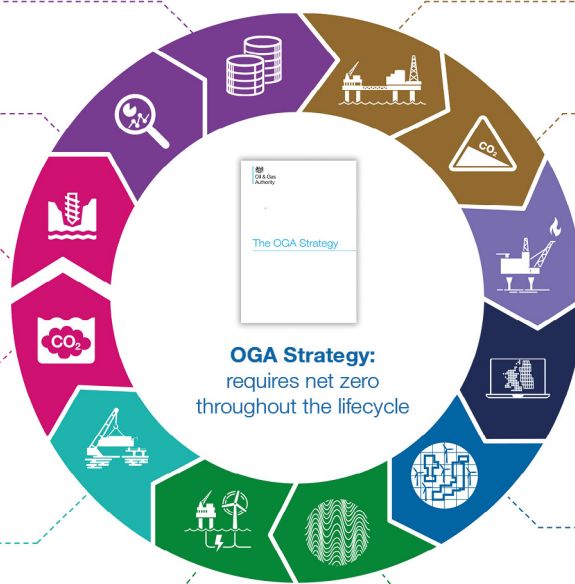 Oil & Gas
Authority
The OGA Strategy
OGA Strategy:
requires net zero
throughout the lifecycle
CO₂
CO₂